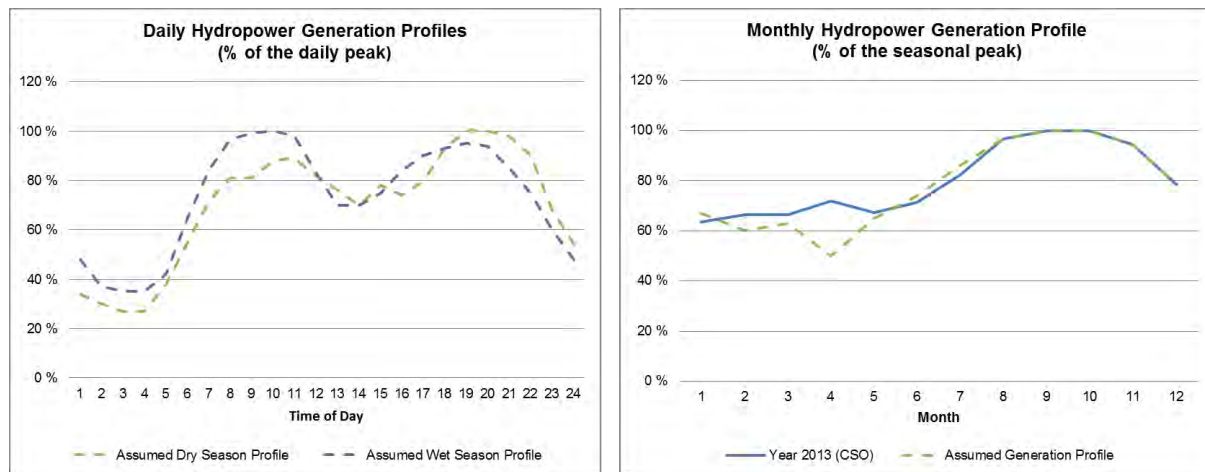 Daily Hydropower Generation Profiles
(% of the daily peak)
120 %
100 %
80 %
60 %
40 %
20 %
0 %
1 2 3 4 5 6 7 8 9 10 11 12 13 14 15 16 17 18 19 20 21 22 23 24
Time of Day
Assumed Dry Season Profile Assumed Wet Season Profile
Monthly Hydropower Generation Profile
(% of the seasonal peak)
120 %
100 %
80 %
60 %
40 %
20 %
0 %
1 2 3 4 5 6 7 8 9 10 11 12
Month
Year 2013 (CSO) Assumed Generation Profile